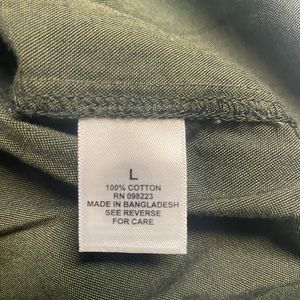 L
100% COTTON
RN 098223
MADE IN BANGLADESH
SEE REVERSE
FOR CARE